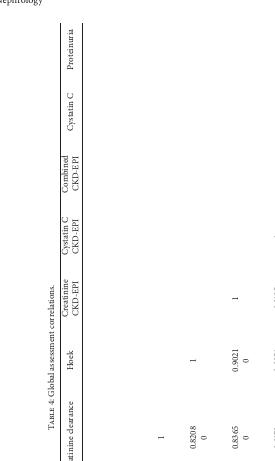 Nephrology
TABLE 4: Global assessment correlations.
Hoek Creatinine CKD-EPI Cystatin C CKD-EPI Combined CKD-EPI Cystatin C Proteinuria
clearance
1
0.8208 1
0
0.8365 0.9021 1
0 0